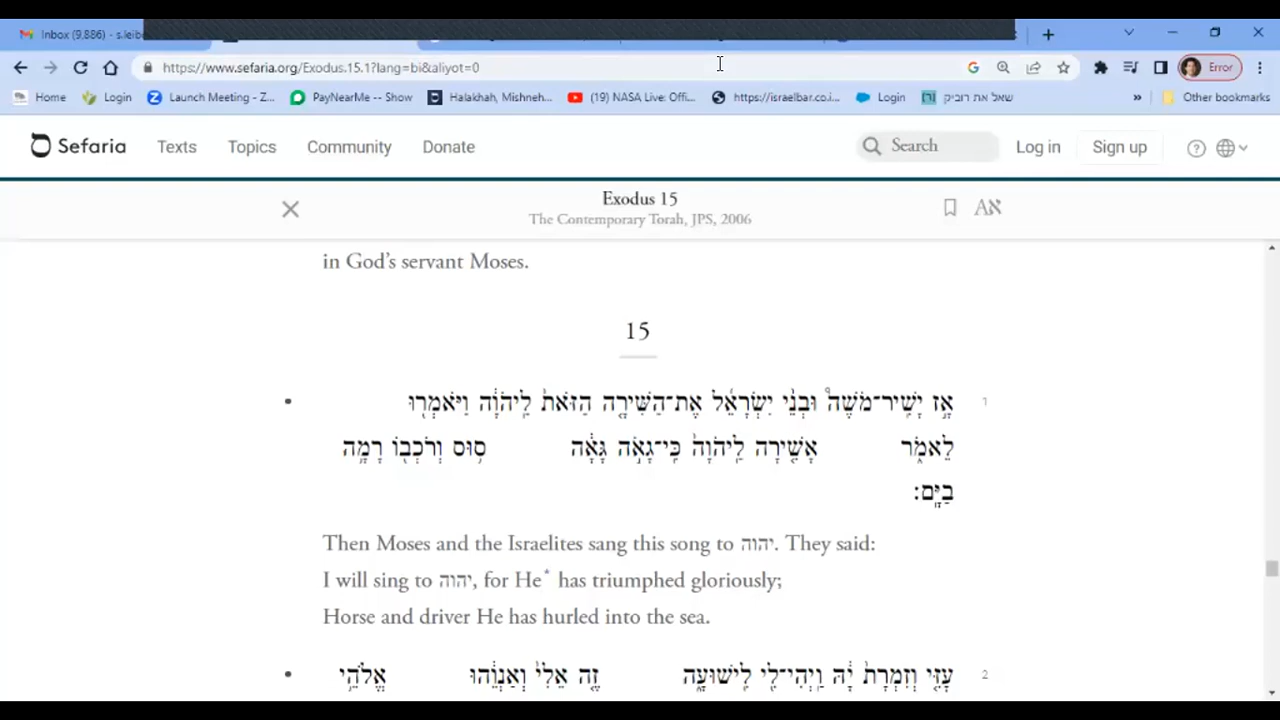 Inbox (9,886) - s.leib
https://www.sefaria.org/Exodus.15.1?lang=bi&aliyot=0
Error
Home Login Launch Meeting - Z... PayNearMe -- Show Halakhah, Mishneh... (19) NASA Live: Offi... https://israelbar.co.i... Login שאל את רוביק » Other bookmarks
Sefaria Texts Topics Community Donate Search Log in Sign up
Exodus 15
The Contemporary Torah, JPS, 2006
in God’s servant Moses.
15
אָ֣ז יָשִֽׁיר־מֹשֶׁה֩ וּבְנֵ֨י יִשְׂרָאֵ֜ל אֶת־הַשִּׁירָ֤ה הַזֹּאת֙ לַֽיהֹוָ֔ה וַיֹּאמְר֖וּ 1
לֵאמֹ֑ר אָשִׁ֤ירָה לַֽיהֹוָה֙ כִּֽי־גָאֹ֣ה גָּאָ֔ה ס֥וּס וְרֹכְב֖וֹ רָמָ֥ה
בַיָּֽם׃
Then Moses and the Israelites sang this song to יהוה. They said:
I will sing to יהוה, for He* has triumphed gloriously;
Horse and driver He has hurled into the sea.
עׇזִּ֤י וְזִמְרָת֙ יָ֔הּ וַֽיְהִי־לִ֖י לִֽישׁוּעָ֑ה זֶ֤ה אֵלִי֙ וְאַנְוֵ֔הוּ אֱלֹהֵ֥י 2